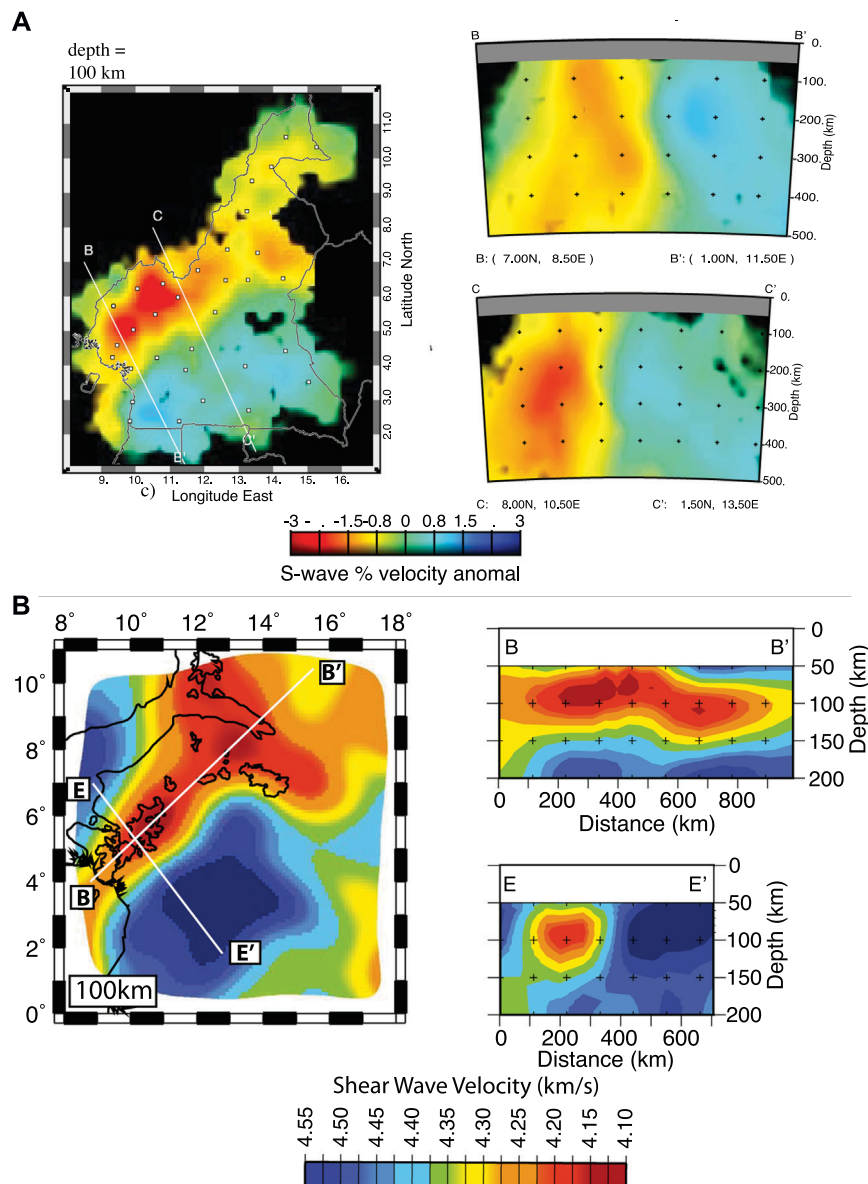 A
depth =
100 km
B
C
B'
C'
11.0
10.0
9.0
8.0
7.0
6.0
5.0
4.0
3.0
2.0
Latitude North
9. 10. 11. 12. 13. 14. 15. 16.
c) Longitude East
B B'
0.
-100.
-200.
-300.
-400.
-500.
Depth (km)
B: ( 7.00N, 8.50E ) B': ( 1.00N, 11.50E )
C C'
0.
-100.
-200.
-300.
-400.
-500.
Depth (km)
C: 8.00N, 10.50E C': 1.50N, 13.50E
-3 - . -1.5 -0.8 0 0.8 1.5 . 3
S-wave % velocity anomal
B
8° 10° 12° 14° 16° 18°
10°
8°
6°
4°
2°
0°
B'
E
B
E'
100km
B B'
0
50
100
150
200
Depth (km)
0 200 400 600 800
Distance (km)
E E'
0
50
100
150
200
Depth (km)
0 200 400 600
Distance (km)
Shear Wave Velocity (km/s)
4.55 4.50 4.45 4.40 4.35 4.30 4.25 4.20 4.15 4.10